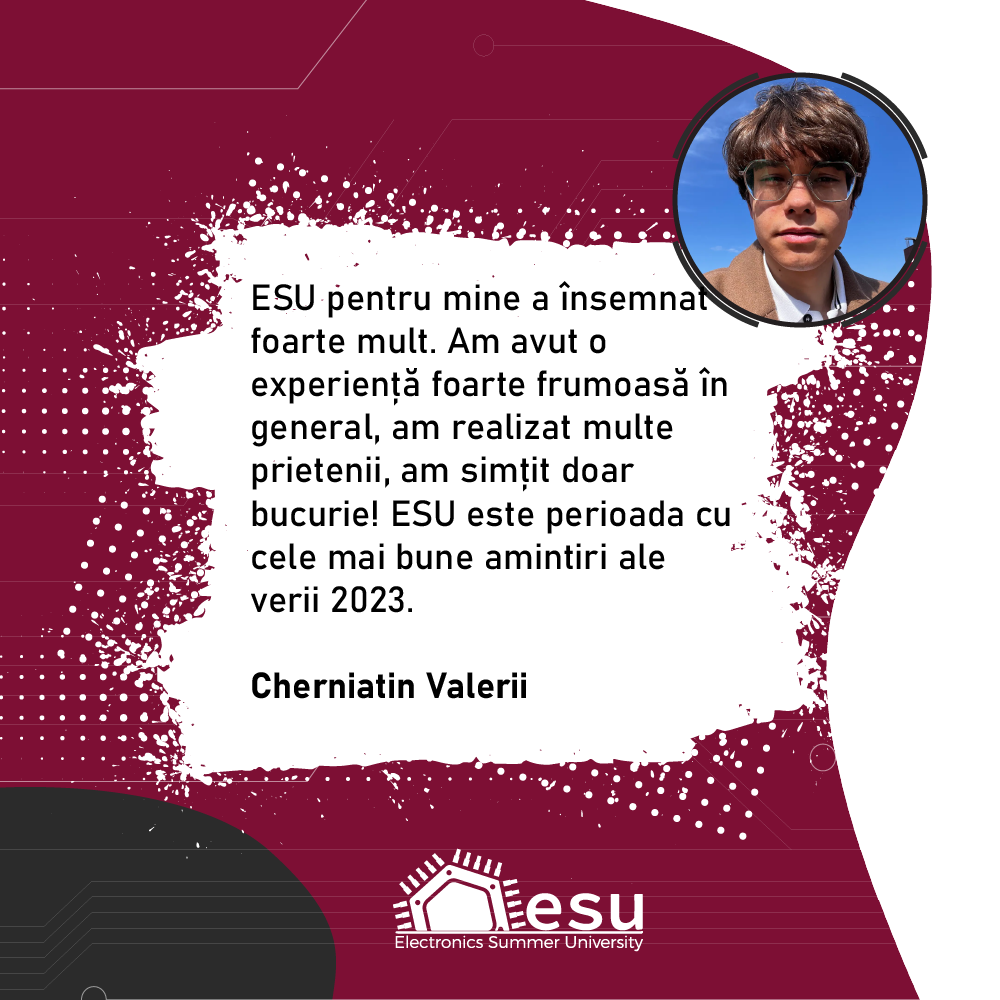 ESU pentru mine a însemnat
foarte mult. Am avut o
experiență foarte frumoasă în
general, am realizat multe
prietenii, am simțit doar
bucurie! ESU este perioada cu
cele mai bune amintiri ale
verii 2023.
Cherniatin Valerii
esu
Electronics Summer University